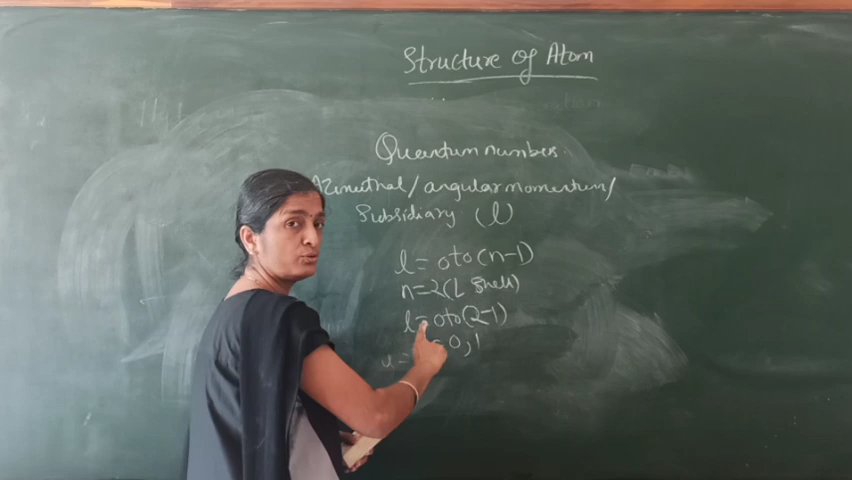 Structure of Atom
Quantum numbers
Azimuthal/angular momentum/
Subsidiary (l)
l = 0 to (n-1)
n=2(L Shell)
l = 0 to (2-1)
= 0, 1